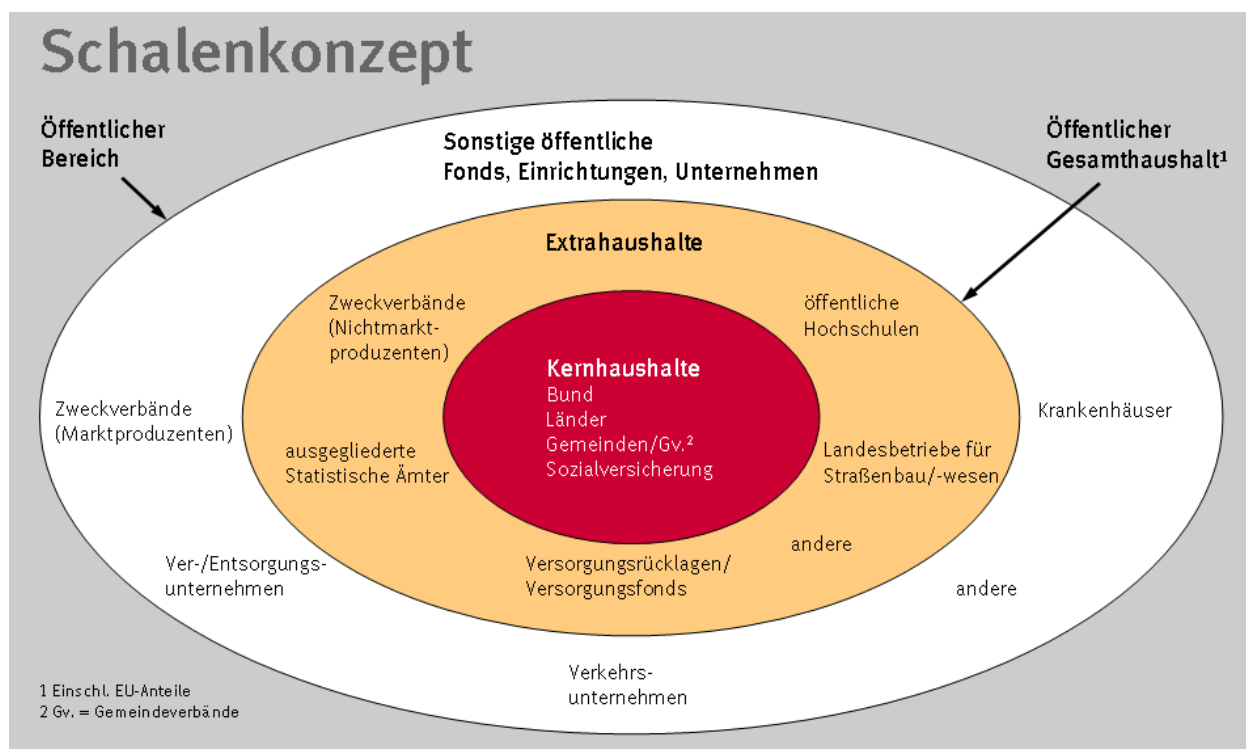 Schalenkonzept
Öffentlicher
Bereich
Sonstige öffentliche
Fonds, Einrichtungen, Unternehmen
Öffentlicher
Gesamthaushalt¹
Extrahaushalte
Zweckverbände
(Nichtmarkt-
produzenten)
öffentliche
Hochschulen
Kernhaushalte
Bund
Länder
Gemeinden/Gv.²
Sozialversicherung
Zweckverbände
(Marktproduzenten)
Krankenhäuser
ausgegliederte
Statistische Ämter
Landesbetriebe für
Straßenbau/-wesen
andere
Ver-/Entsorgungs-
unternehmen
Versorgungsrücklagen/
Versorgungsfonds
andere
Verkehrs-
unternehmen
1 Einschl. EU-Anteile
2 Gv. = Gemeindeverbände